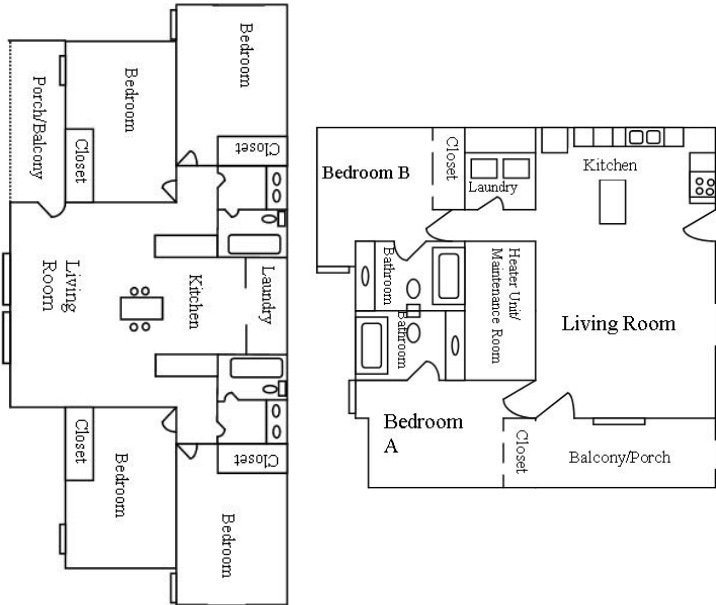 Bedroom
Bedroom
Porch/Balcony
Closet
Closet
Living
Room
Kitchen
Laundry
Closet
Closet
Bedroom
Bedroom
Bedroom B
Closet
Laundry
Kitchen
Bathroom
Bathroom
Heater Unit/
Maintenance Room
Living Room
Bedroom
A
Closet
Balcony/Porch